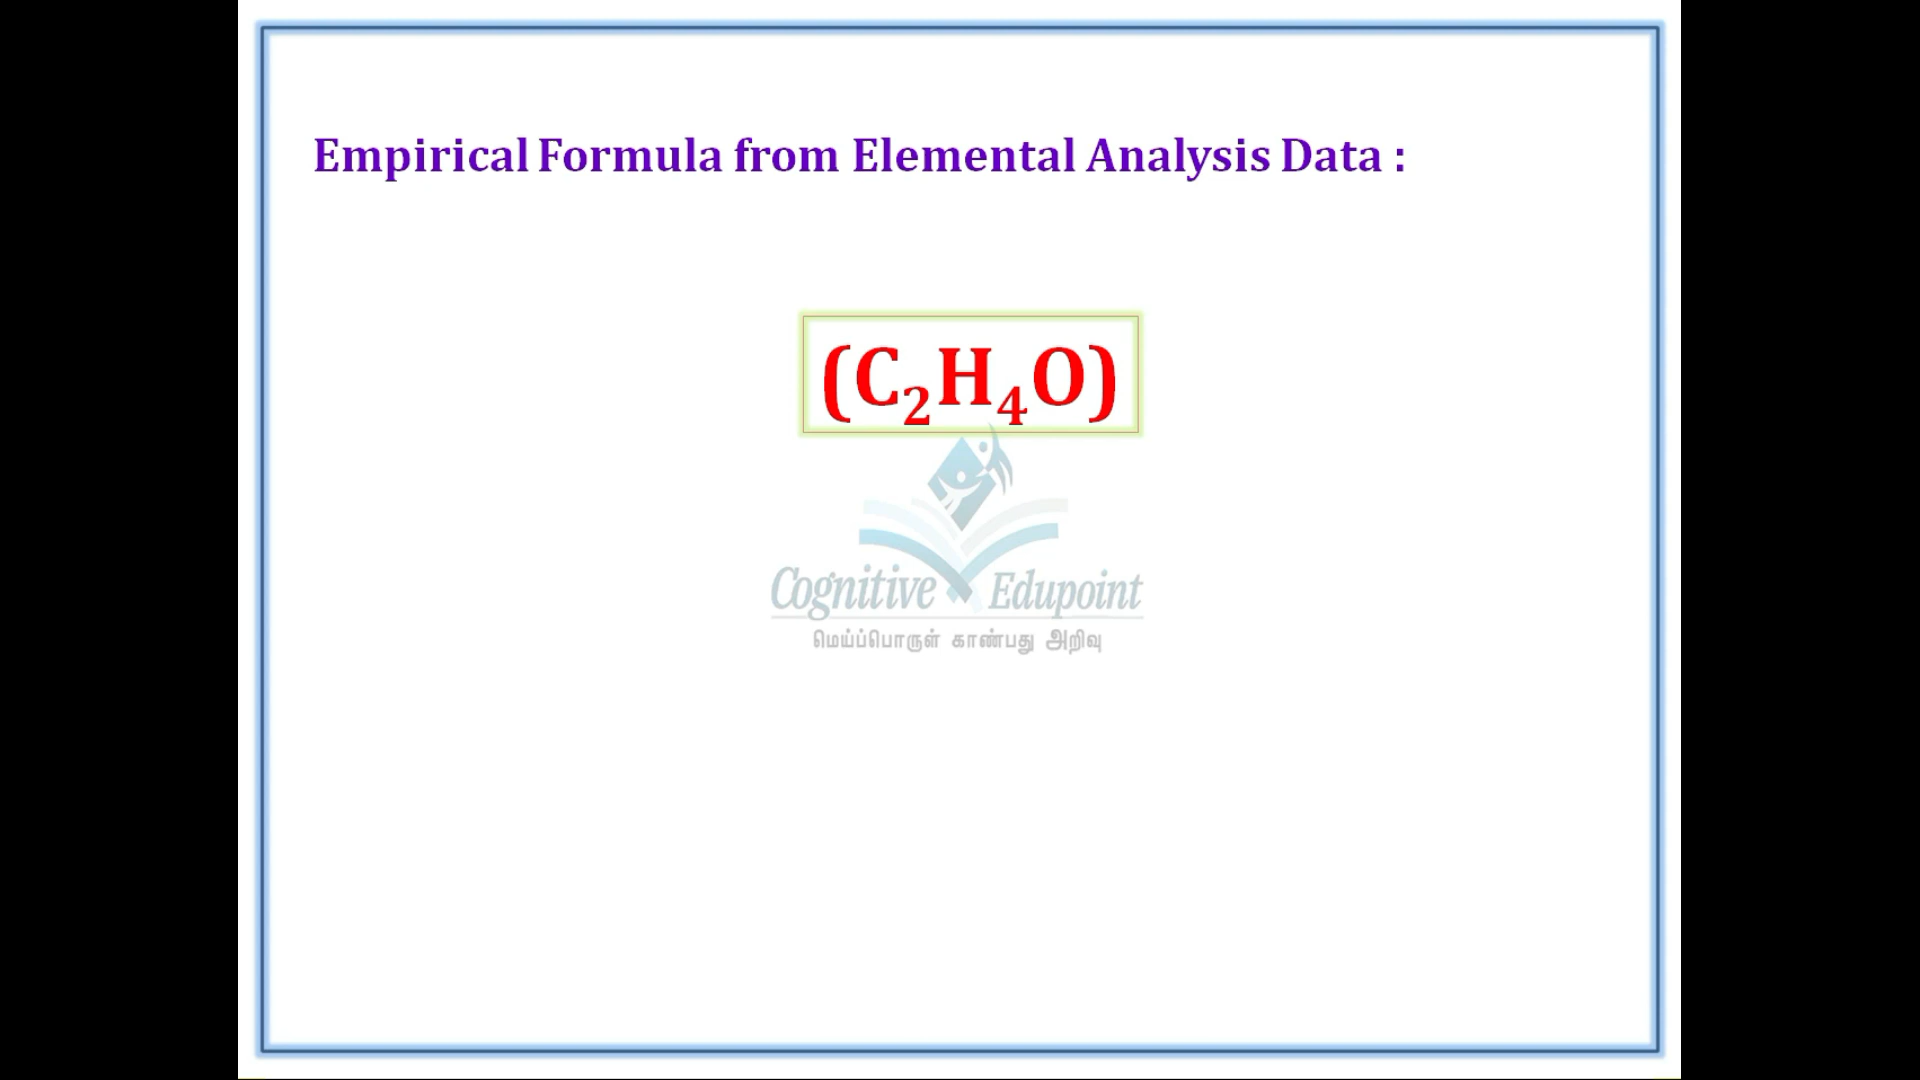 Empirical Formula from Elemental Analysis Data :
(C₂H₄O)
Cognitive Edupoint
மெய்ப்பொருள் காண்பது அறிவு